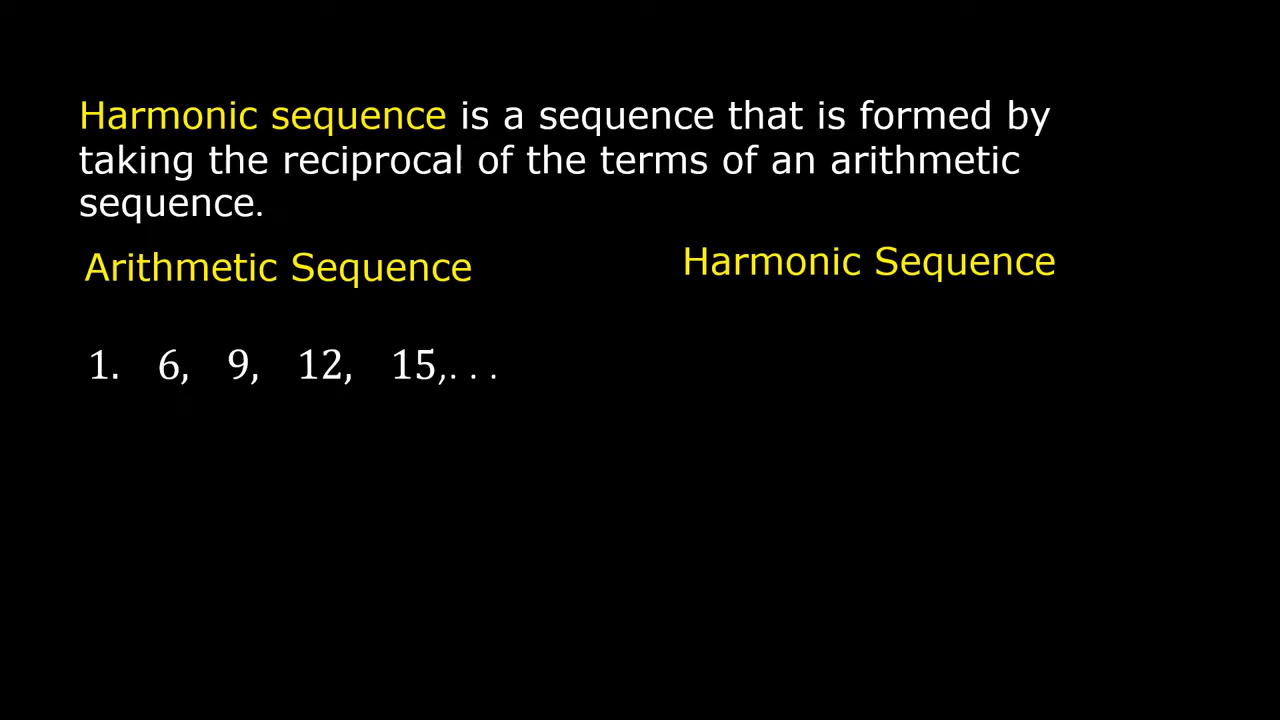 Harmonic sequence is a sequence that is formed by
taking the reciprocal of the terms of an arithmetic
sequence.
Arithmetic Sequence
Harmonic Sequence
1. 6, 9, 12, 15,. . .